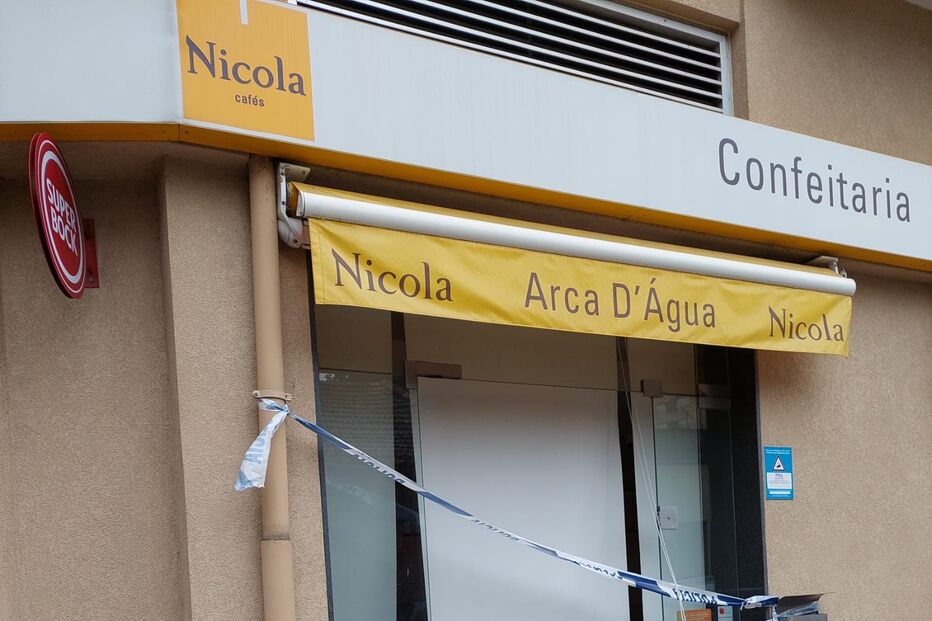 Nicola
cafés
Confeitaria
SUPER
BOCK
Nicola Arca D'Água Nicola